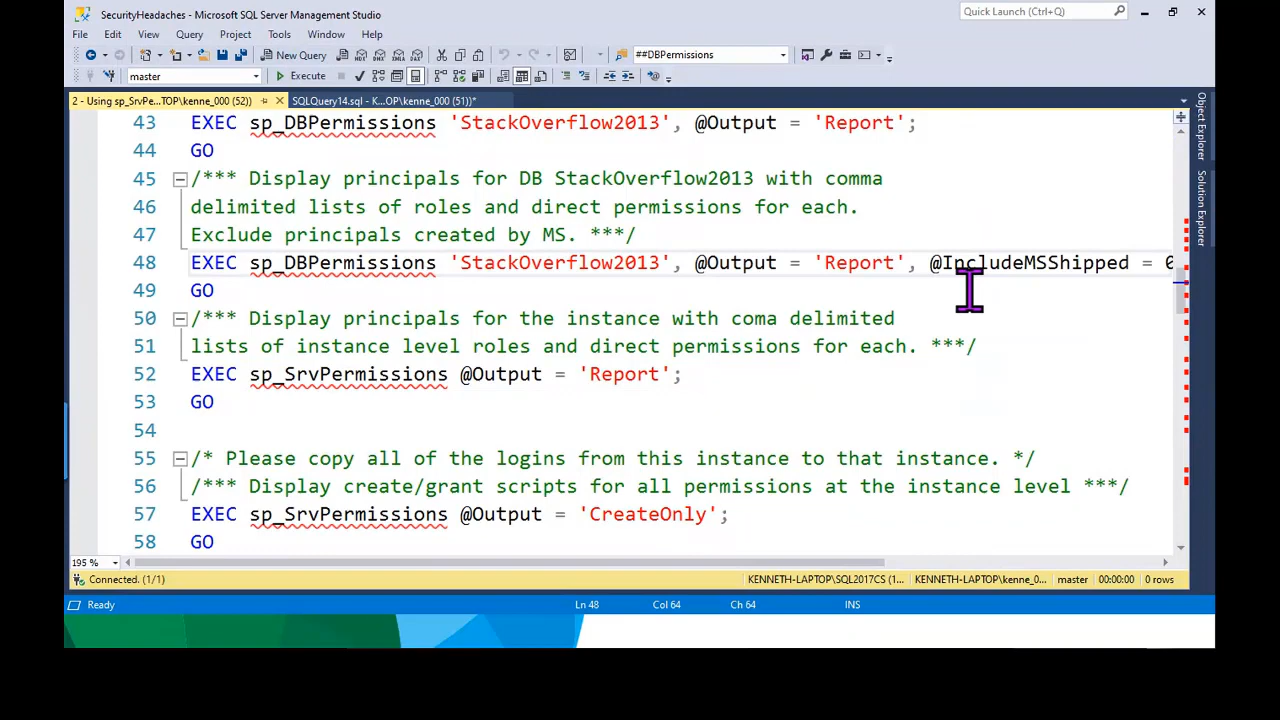 SecurityHeadaches - Microsoft SQL Server Management Studio
Quick Launch (Ctrl+Q)
File Edit View Query Project Tools Window Help
New Query
##DBPermissions
master
Execute
2 - Using sp_SrvPe...TOP\kenne_000 (52))
SQLQuery14.sql - K...OP\kenne_000 (51))*
43 EXEC sp_DBPermissions 'StackOverflow2013', @Output = 'Report';
44 GO
45 /*** Display principals for DB StackOverflow2013 with comma
46 delimited lists of roles and direct permissions for each.
47 Exclude principals created by MS. ***/
48 EXEC sp_DBPermissions 'StackOverflow2013', @Output = 'Report', @IncludeMSShipped = 0
49 GO
50 /*** Display principals for the instance with coma delimited
51 lists of instance level roles and direct permissions for each. ***/
52 EXEC sp_SrvPermissions @Output = 'Report';
53 GO
54
55 /* Please copy all of the logins from this instance to that instance. */
56 /*** Display create/grant scripts for all permissions at the instance level ***/
57 EXEC sp_SrvPermissions @Output = 'CreateOnly';
58 GO
195 %
Connected. (1/1)
KENNETH-LAPTOP\SQL2017CS (1...
KENNETH-LAPTOP\kenne_0...
master
00:00:00
0 rows
Ready
Ln 48
Col 64
Ch 64
INS
Object Explorer
Solution Explorer